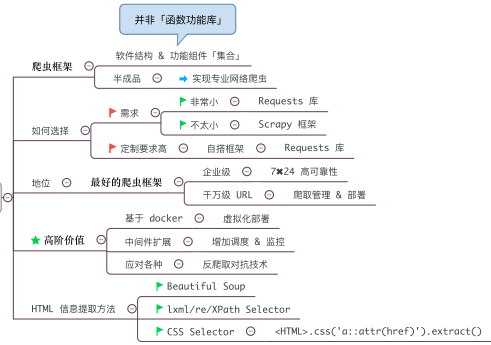 并非「函数功能库」
爬虫框架
软件结构 & 功能组件「集合」
半成品
实现专业网络爬虫
如何选择
需求
非常小
Requests 库
不太小
Scrapy 框架
定制要求高
自搭框架
Requests 库
地位
最好的爬虫框架
企业级
7✖24 高可靠性
千万级 URL
爬取管理 & 部署
高阶价值
基于 docker
虚拟化部署
中间件扩展
增加调度 & 监控
应对各种
反爬取对抗技术
HTML 信息提取方法
Beautiful Soup
lxml/re/XPath Selector
CSS Selector
<HTML>.css('a::attr(href)').extract()